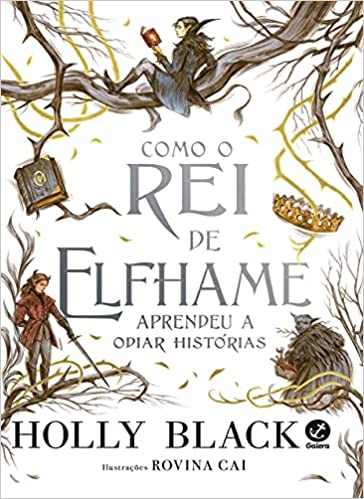 COMO O
REI
DE
ELFHAME
APRENDEU A
ODIAR HISTÓRIAS
HOLLY BLACK
Galera
Ilustrações ROVINA CAI